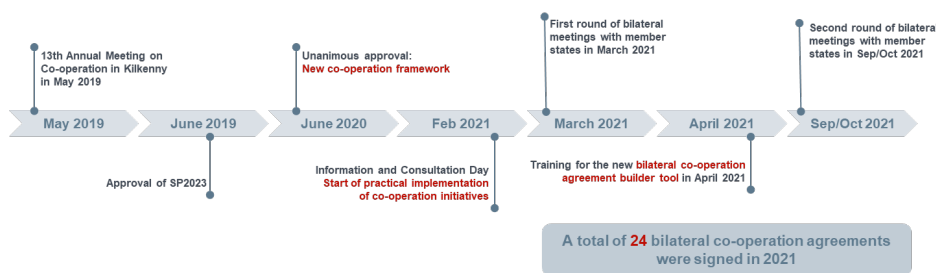 13th Annual Meeting on
Co-operation in Kilkenny
in May 2019
Unanimous approval:
New co-operation framework
First round of bilateral
meetings with member
states in March 2021
Second round of bilateral
meetings with member
states in Sep/Oct 2021
May 2019
June 2019
June 2020
Feb 2021
March 2021
April 2021
Sep/Oct 2021
Approval of SP2023
Information and Consultation Day
Start of practical implementation
of co-operation initiatives
Training for the new bilateral co-operation
agreement builder tool in April 2021
A total of 24 bilateral co-operation agreements
were signed in 2021